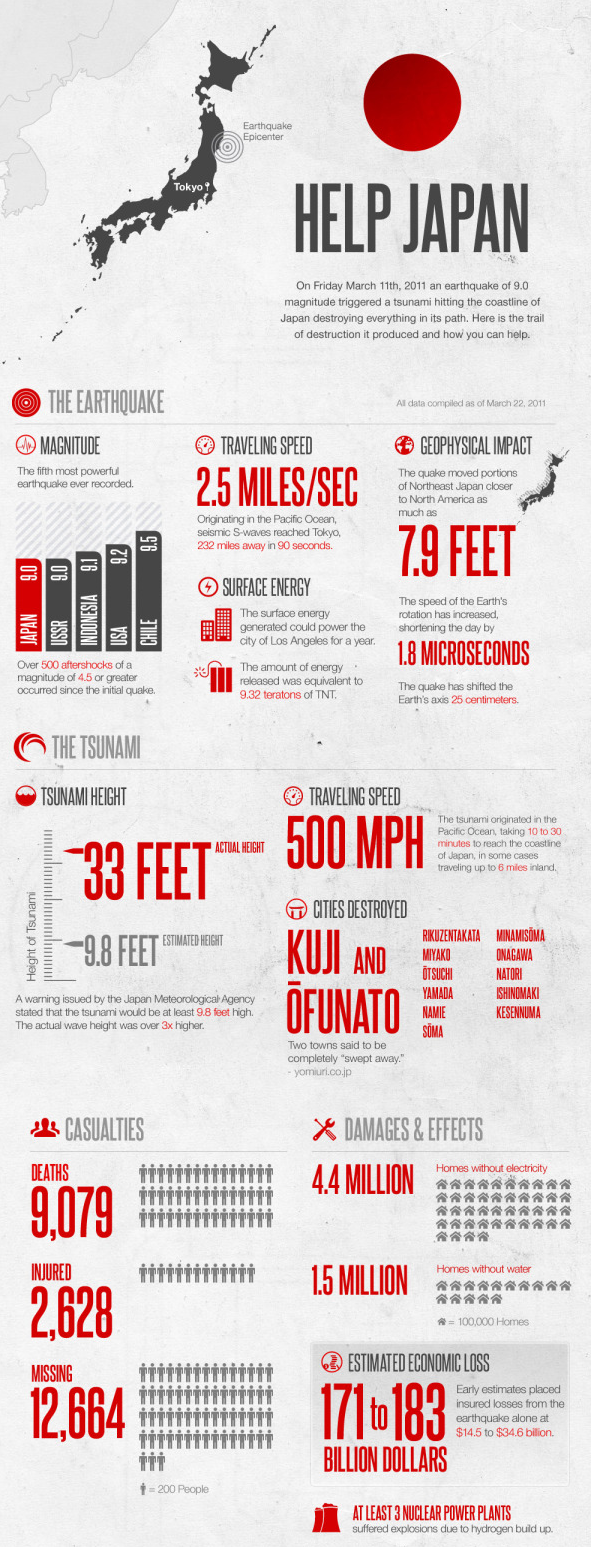 Earthquake
Epicenter
Tokyo
HELP JAPAN
On Friday March 11th, 2011 an earthquake of 9.0
magnitude triggered a tsunami hitting the coastline of
Japan destroying everything in its path. Here is the trail
of destruction it produced and how you can help.
THE EARTHQUAKE
All data compiled as of March 22, 2011
MAGNITUDE
The fifth most powerful
earthquake ever recorded.
JAPAN 9.0
USSR 9.0
INDONESIA 9.1
USA 9.2
CHILE 9.5
Over 500 aftershocks of a
magnitude of 4.5 or greater
occurred since the initial quake.
TRAVELING SPEED
2.5 MILES/SEC
Originating in the Pacific Ocean,
seismic S-waves reached Tokyo,
232 miles away in 90 seconds.
SURFACE ENERGY
The surface energy
generated could power the
city of Los Angeles for a year.
The amount of energy
released was equivalent to
9.32 teratons of TNT.
GEOPHYSICAL IMPACT
The quake moved portions
of Northeast Japan closer
to North America as
much as
7.9 FEET
The speed of the Earth's
rotation has increased,
shortening the day by
1.8 MICROSECONDS
The quake has shifted the
Earth's axis 25 centimeters.
THE TSUNAMI
TSUNAMI HEIGHT
Height of Tsunami
33 FEET ACTUAL HEIGHT
9.8 FEET ESTIMATED HEIGHT
A warning issued by the Japan Meteorological Agency
stated that the tsunami would be at least 9.8 feet high.
The actual wave height was over 3x higher.
TRAVELING SPEED
500 MPH
The tsunami originated in the
Pacific Ocean, taking 10 to 30
minutes to reach the coastline
of Japan, in some cases
traveling up to 6 miles inland.
CITIES DESTROYED
KUJI AND
ŌFUNATO
Two towns said to be
completely “swept away.”
- yomiuri.co.jp
RIKUZENTAKATA
MIYAKO
ŌTSUCHI
YAMADA
NAMIE
SŌMA
MINAMISŌMA
ONAGAWA
NATORI
ISHINOMAKI
KESENNUMA
CASUALTIES
DEATHS
9,079
INJURED
2,628
MISSING
12,664
= 200 People
DAMAGES & EFFECTS
4.4 MILLION
Homes without electricity
1.5 MILLION
Homes without water
= 100,000 Homes
ESTIMATED ECONOMIC LOSS
171 to 183
BILLION DOLLARS
Early estimates placed
insured losses from the
earthquake alone at
$14.5 to $34.6 billion.
AT LEAST 3 NUCLEAR POWER PLANTS
suffered explosions due to hydrogen build up.